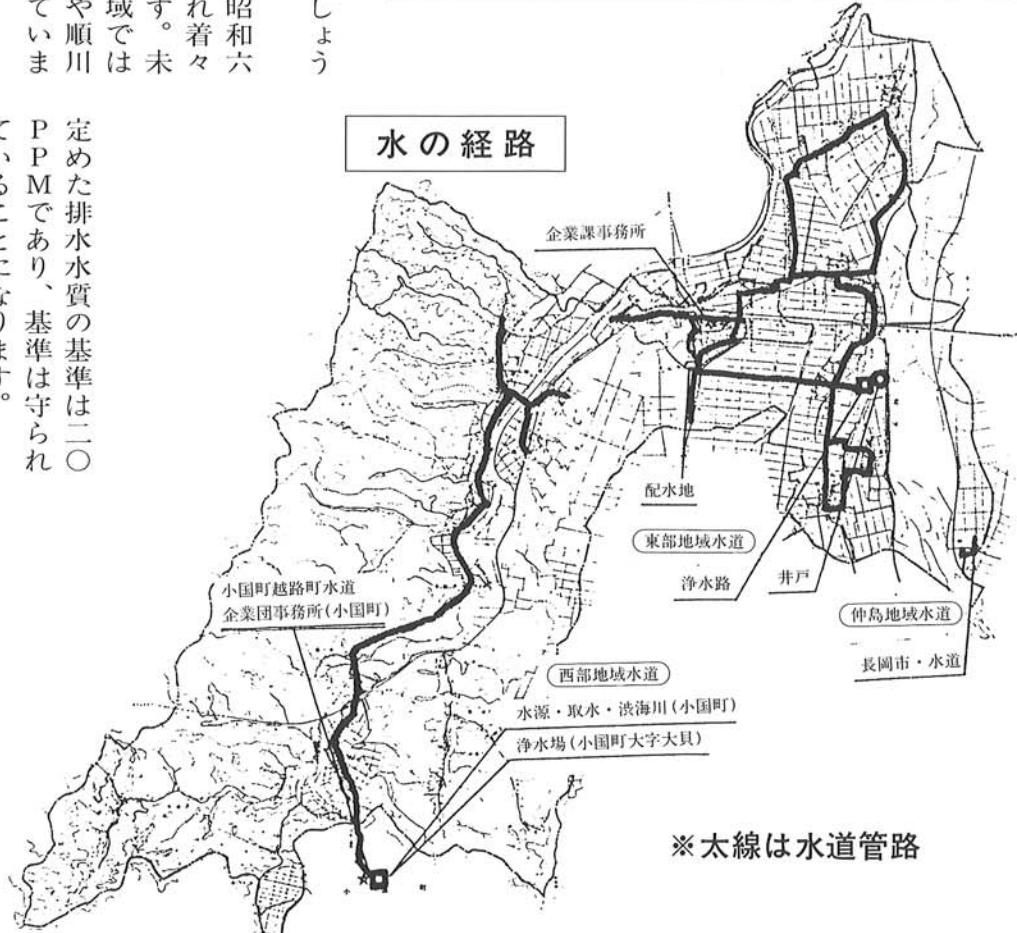 しょう
昭和六
れ着々
す。未
域では
や順川
ていま
定めた排水水質の基準は二〇
ＰＰＭであり、基準は守られ
ていることになります。
水の経路
企業課事務所
配水地
東部地域水道
浄水路
井戸
仲島地域水道
長岡市・水道
小国町越路町水道
企業団事務所(小国町)
西部地域水道
水源・取水・渋海川(小国町)
浄水場(小国町大字大貝)
※太線は水道管路